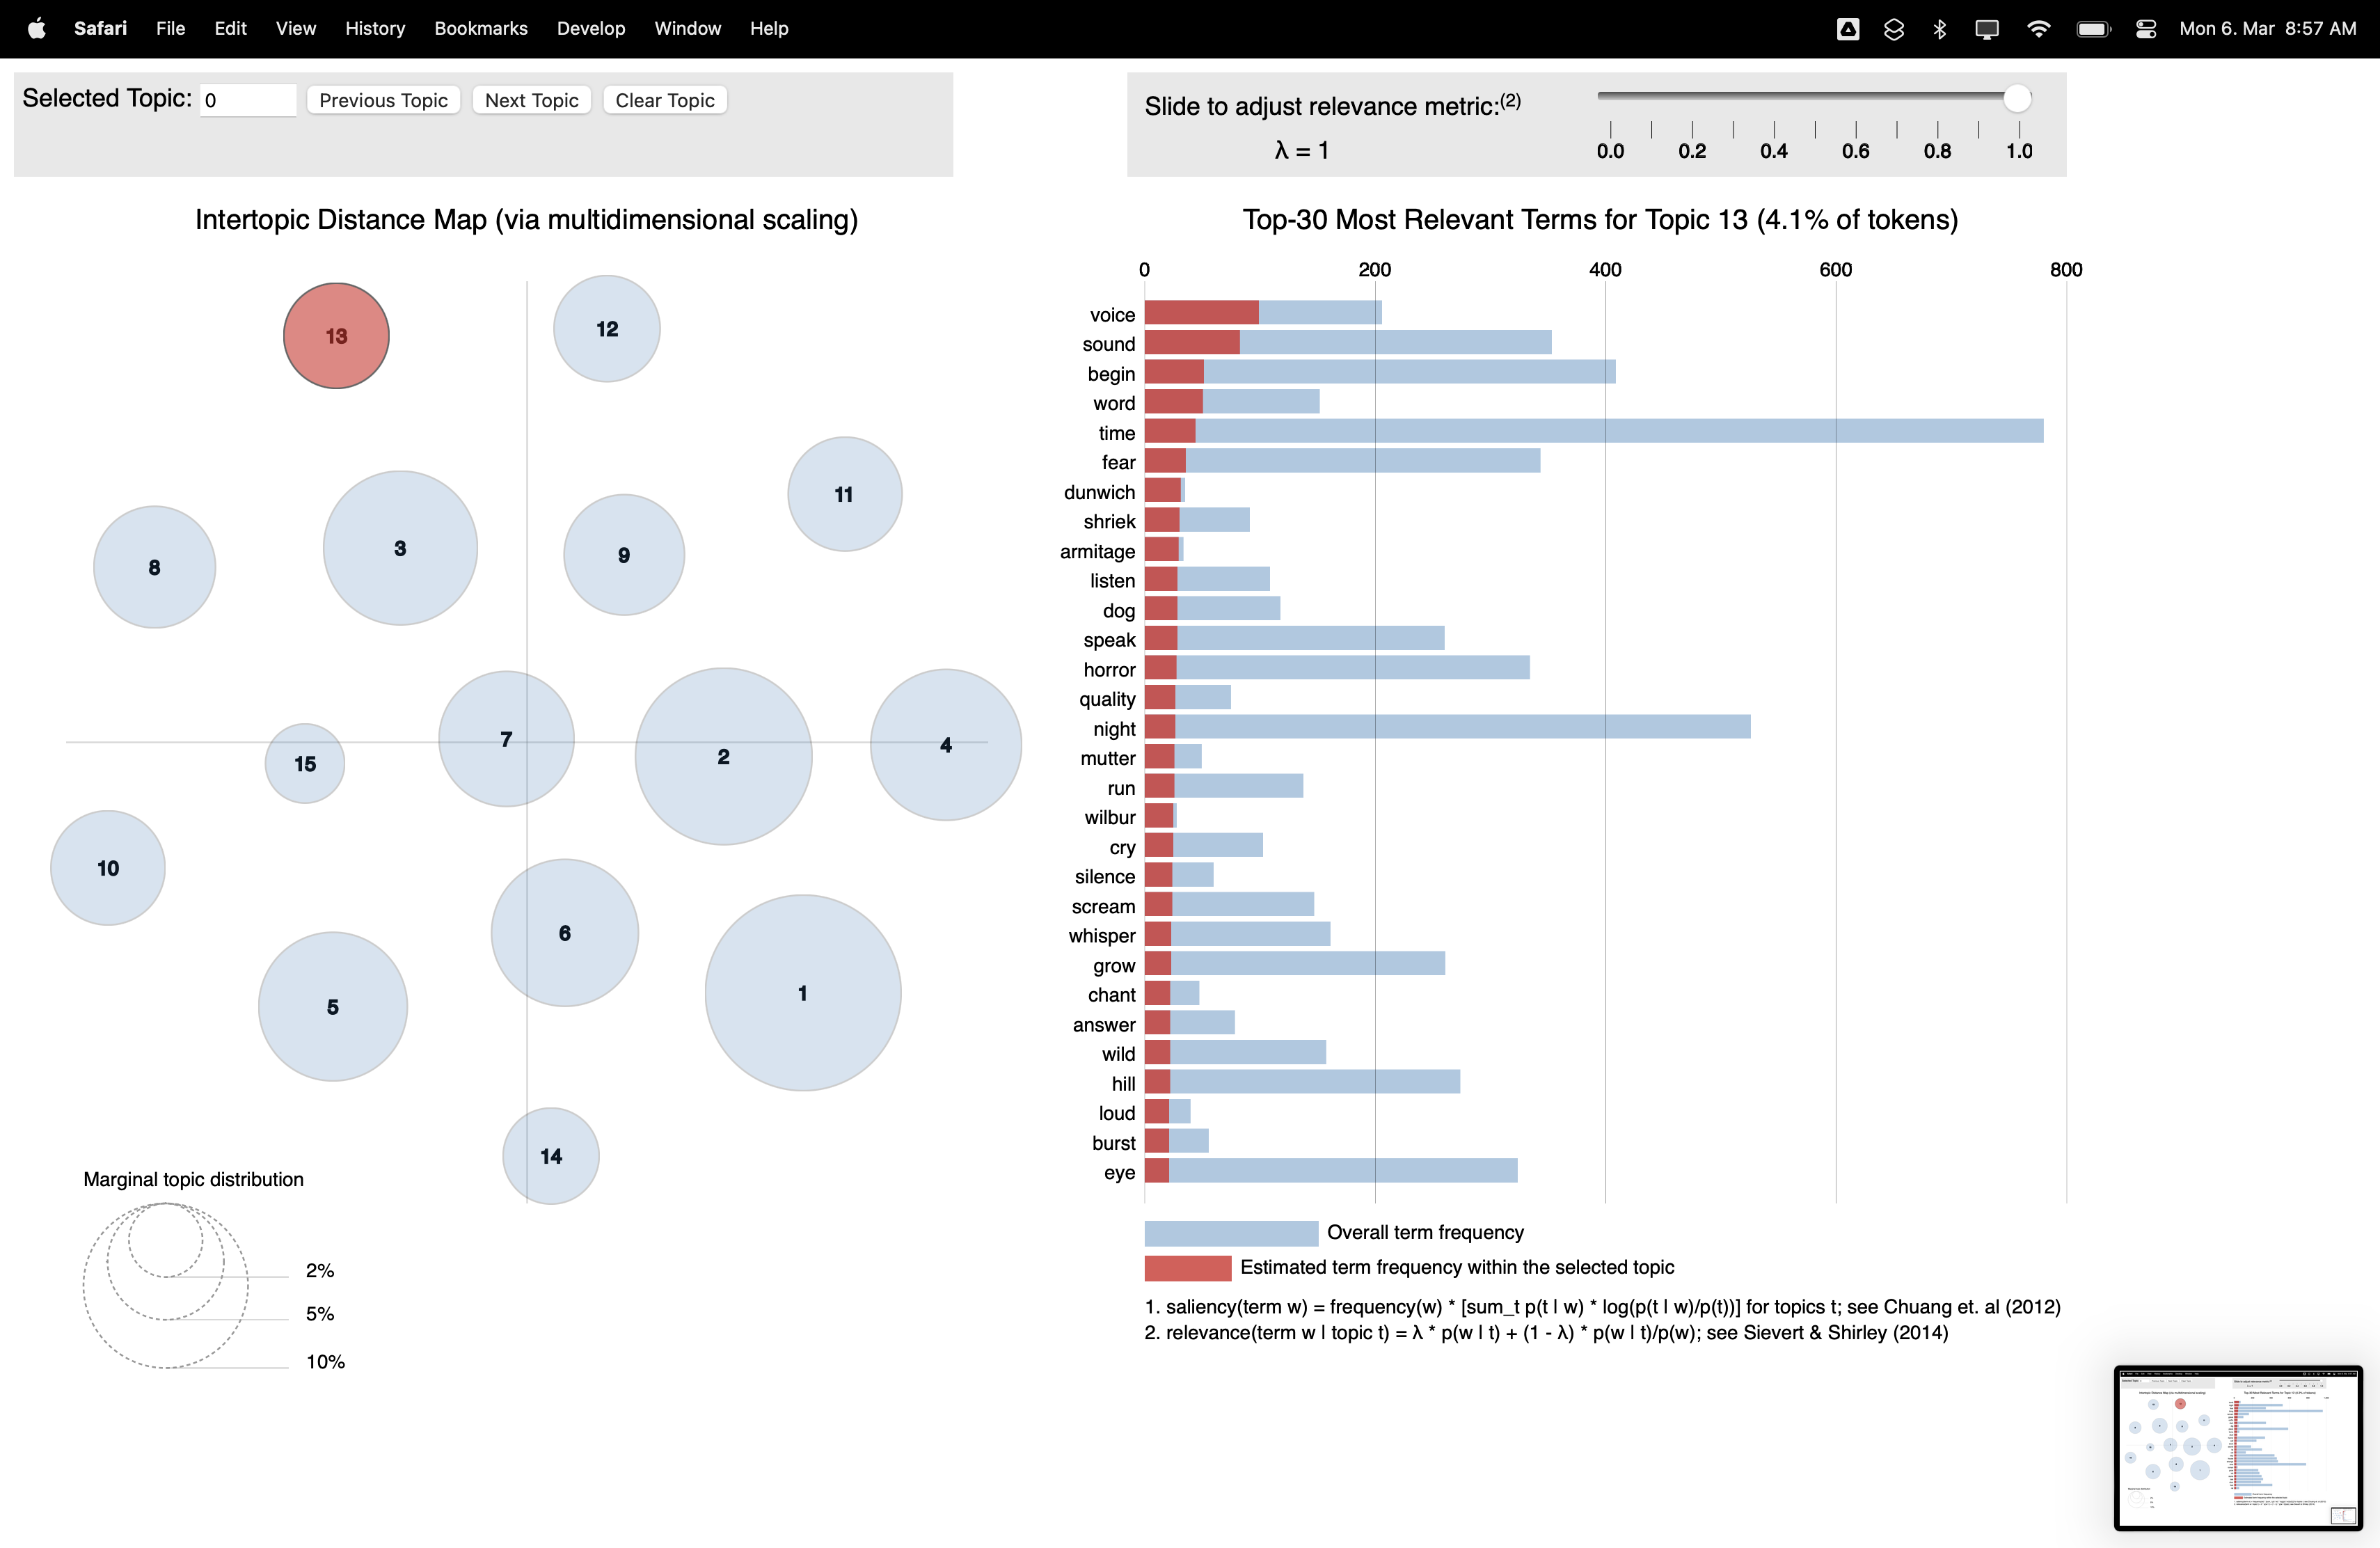 Safari File Edit View History Bookmarks Develop Window Help Mon 6. Mar 8:57 AM
Selected Topic: 0 Previous Topic Next Topic Clear Topic
Slide to adjust relevance metric:(2)
λ = 1
0.0 0.2 0.4 0.6 0.8 1.0
Intertopic Distance Map (via multidimensional scaling)
13
12
11
3
9
8
7
4
2
15
10
6
1
5
14
Marginal topic distribution
2%
5%
10%
Top-30 Most Relevant Terms for Topic 13 (4.1% of tokens)
0 200 400 600 800
voice
sound
begin
word
time
fear
dunwich
shriek
armitage
listen
dog
speak
horror
quality
night
mutter
run
wilbur
cry
silence
scream
whisper
grow
chant
answer
wild
hill
loud
burst
eye
Overall term frequency
Estimated term frequency within the selected topic
1. saliency(term w) = frequency(w) * [sum_t p(t | w) * log(p(t | w)/p(t))] for topics t; see Chuang et. al (2012)
2. relevance(term w | topic t) = λ * p(w | t) + (1 - λ) * p(w | t)/p(w); see Sievert & Shirley (2014)